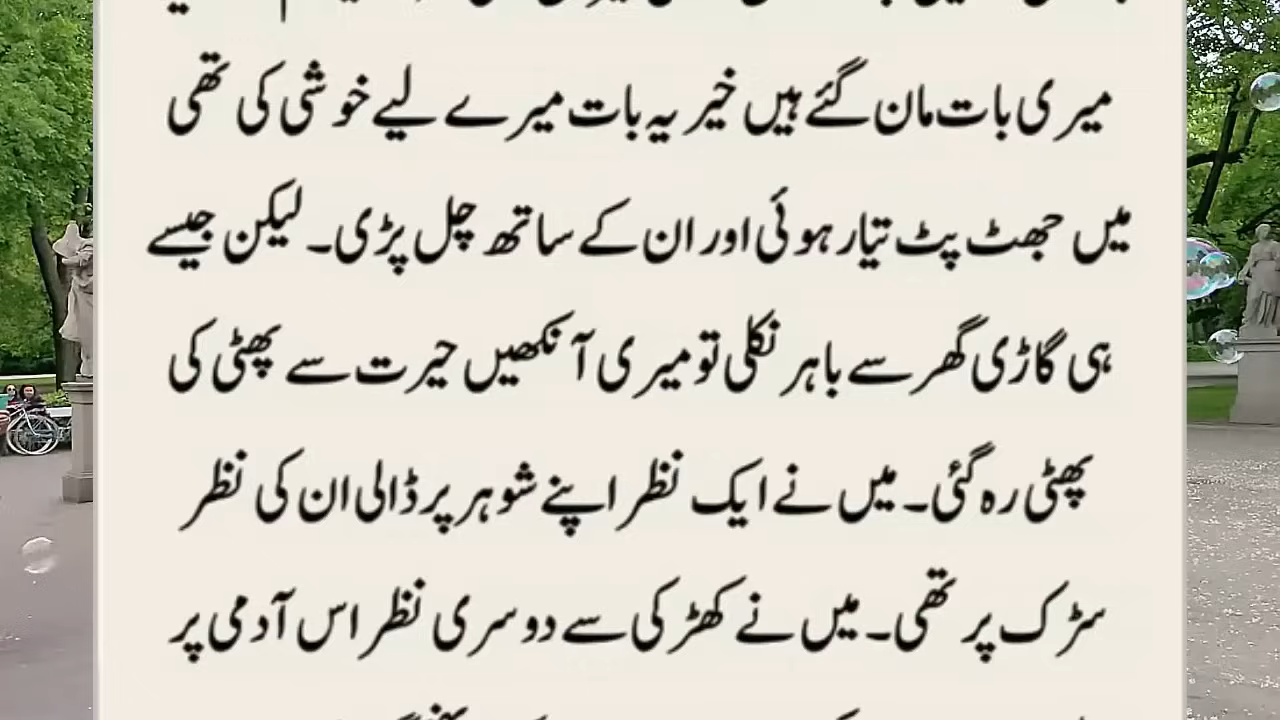 میری بات مان گئے ہیں خیر یہ بات میرے لیے خوشی کی تھی
میں جھٹ پٹ تیار ہوئی اور ان کے ساتھ چل پڑی۔ لیکن جیسے
ہی گاڑی گھر سے باہر نکلی تو میری آنکھیں حیرت سے پھٹی کی
پھٹی رہ گئی۔ میں نے ایک نظر اپنے شوہر پر ڈالی ان کی نظر
سڑک پر تھی۔ میں نے کھڑکی سے دوسری نظر اس آدمی پر